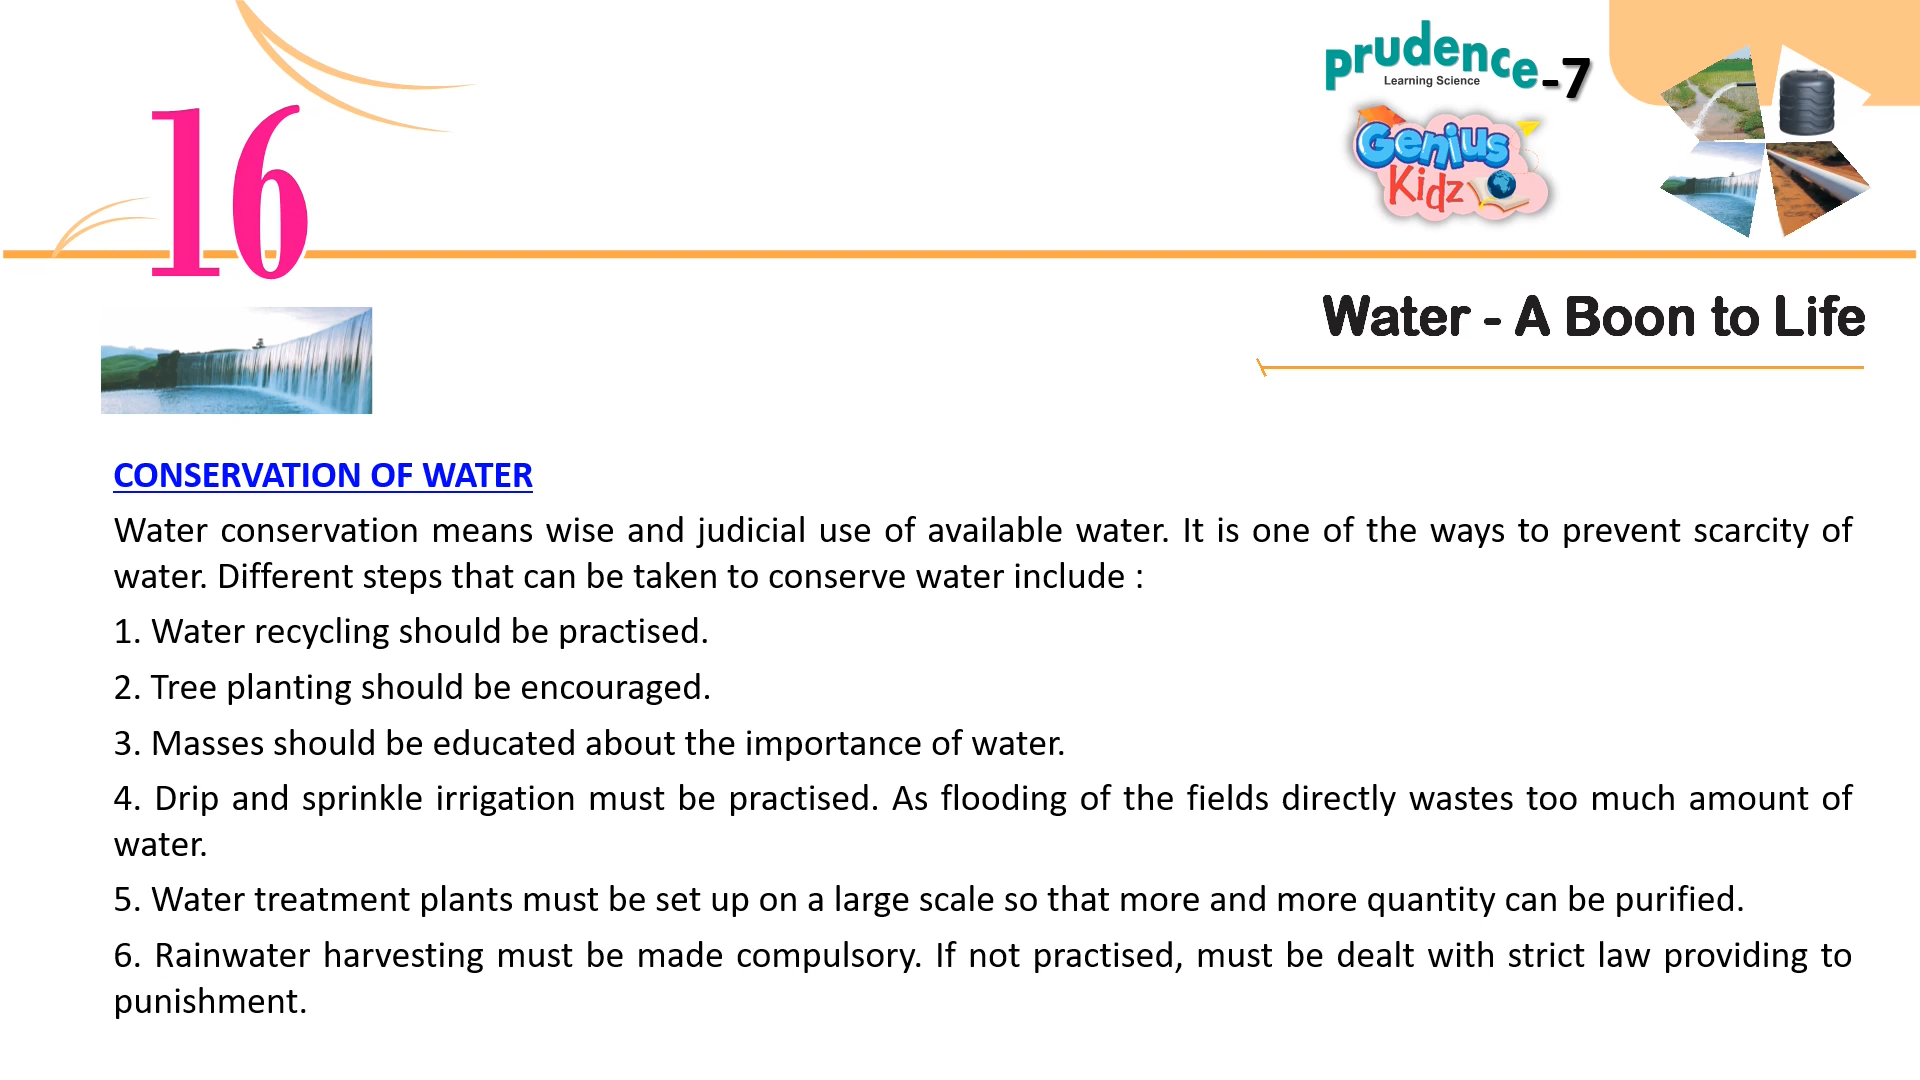 16
prudence-7
Learning Science
Genius
Kidz
Water - A Boon to Life
CONSERVATION OF WATER
Water conservation means wise and judicial use of available water. It is one of the ways to prevent scarcity of
water. Different steps that can be taken to conserve water include :
1. Water recycling should be practised.
2. Tree planting should be encouraged.
3. Masses should be educated about the importance of water.
4. Drip and sprinkle irrigation must be practised. As flooding of the fields directly wastes too much amount of
water.
5. Water treatment plants must be set up on a large scale so that more and more quantity can be purified.
6. Rainwater harvesting must be made compulsory. If not practised, must be dealt with strict law providing to
punishment.